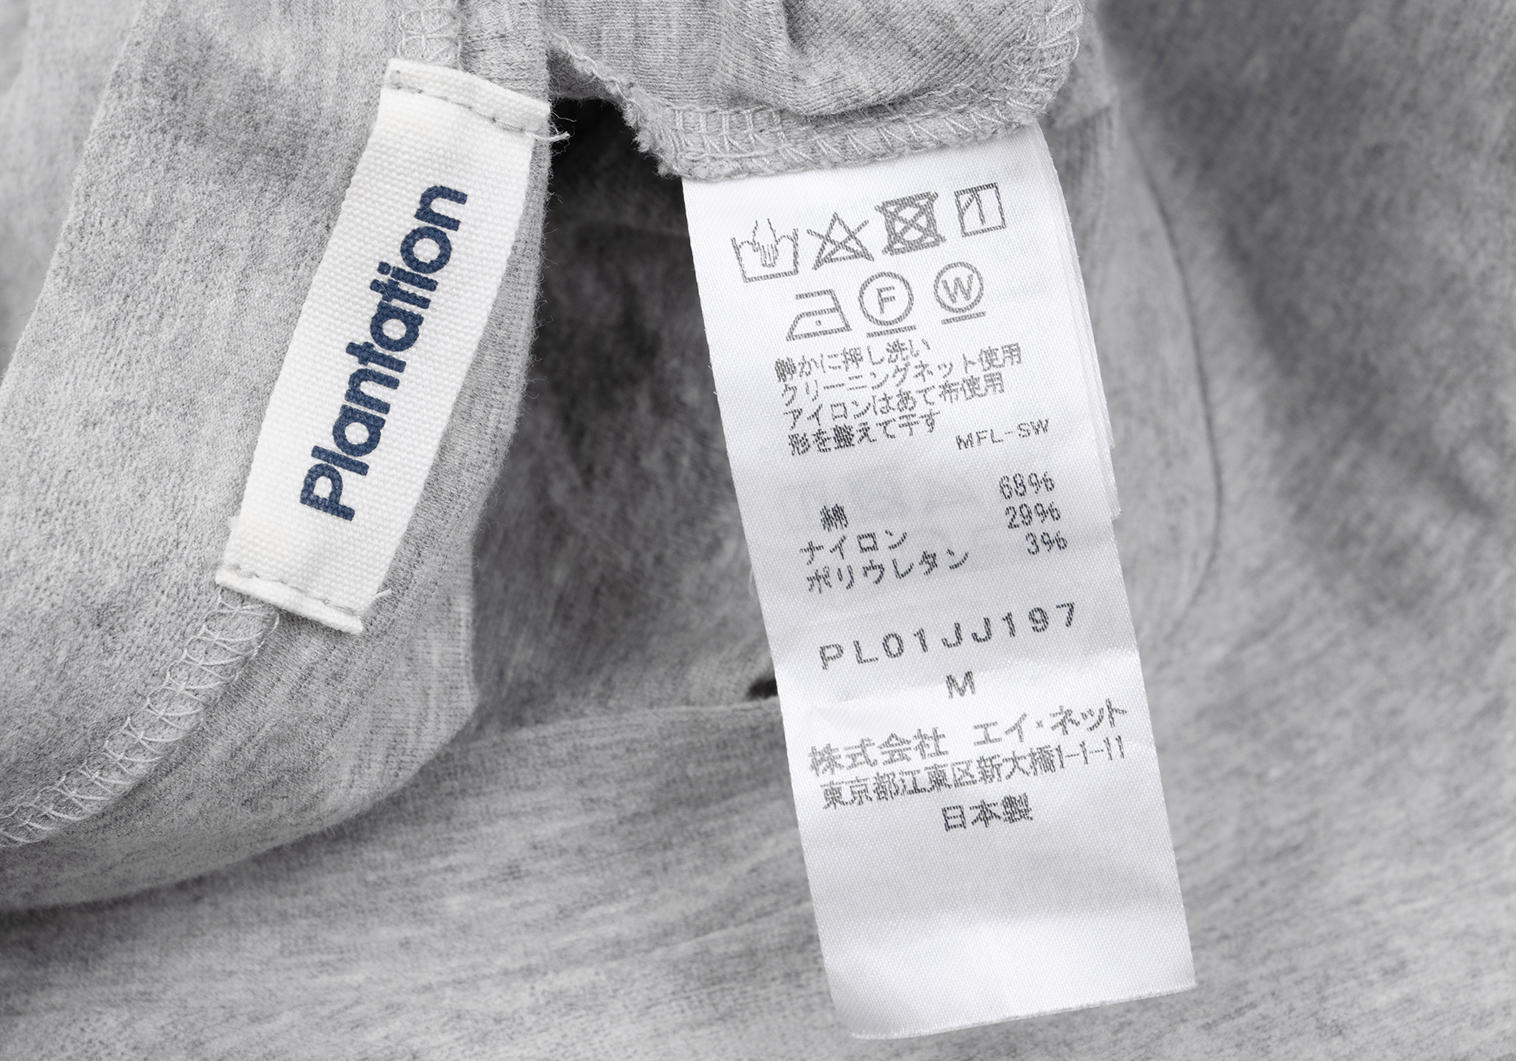 Plantation
F W
静かに押し洗い
クリーニングネット使用
アイロンはあて布使用
形を整えて干す
MFL-SW
綿 68%
ナイロン 29%
ポリウレタン 3%
PL01JJ197
M
株式会社 エイ・ネット
東京都江東区新大橋1-1-11
日本製